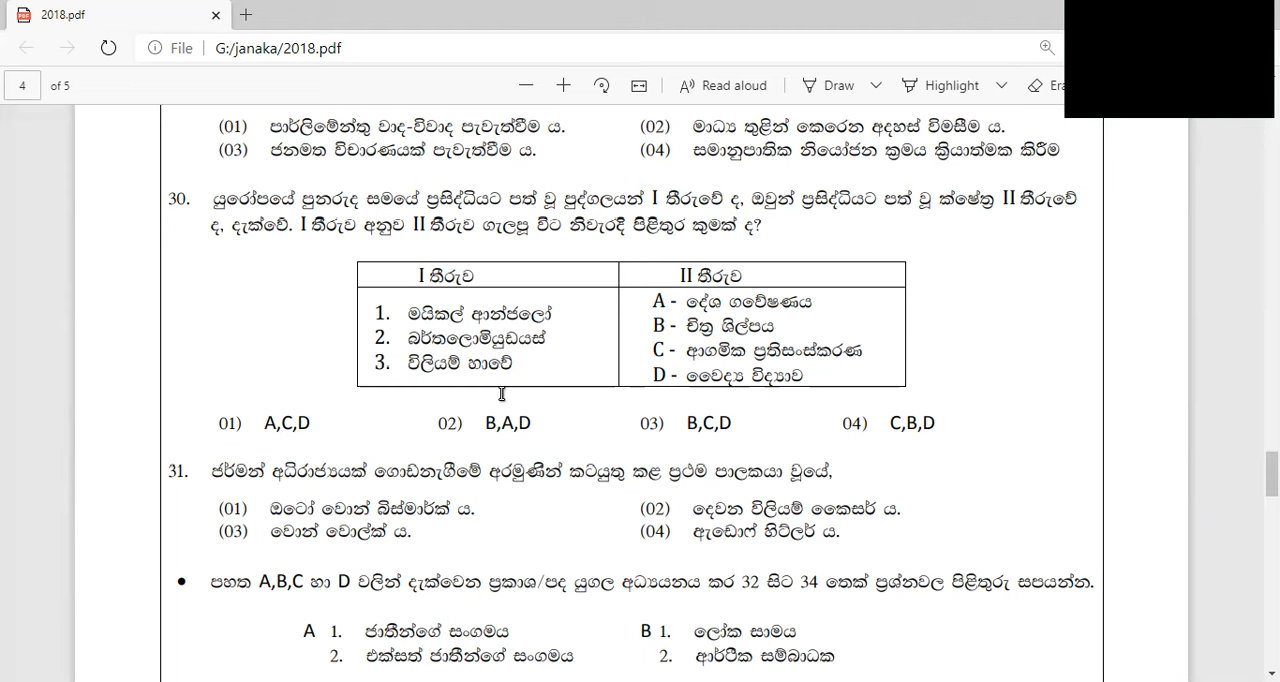 2018.pdf
File G:/janaka/2018.pdf
4 of 5 Read aloud Draw Highlight
(01) පාර්ලිමේන්තු වාද-විවාද පැවැත්වීම ය. (02) මාධ්‍ය තුළින් කෙරෙන අදහස් විමසීම ය.
(03) ජනමත විචාරණයක් පැවැත්වීම ය. (04) සමානුපාතික නියෝජන ක්‍රමය ක්‍රියාත්මක කිරීම
30. යුරෝපයේ පුනරුද සමයේ ප්‍රසිද්ධියට පත් වූ පුද්ගලයන් I තීරුවේ ද, ඔවුන් ප්‍රසිද්ධියට පත් වූ ක්ෂේත්‍ර II තීරුවේ
ද, දැක්වේ. I තීරුව අනුව II තීරුව ගැලපූ විට නිවැරදි පිළිතුර කුමක් ද?
I තීරුව II තීරුව
1. මයිකල් ආන්ජලෝ
2. බර්තලොමියුඩයස්
3. විලියම් හාවේ
A - දේශ ගවේෂණය
B - චිත්‍ර ශිල්පය
C - ආගමික ප්‍රතිසංස්කරණ
D - වෛද්‍ය විද්‍යාව
01) A,C,D 02) B,A,D 03) B,C,D 04) C,B,D
31. ජර්මන් අධිරාජ්‍යයක් ගොඩනැගීමේ අරමුණින් කටයුතු කළ ප්‍රථම පාලකයා වූයේ,
(01) ඔටෝ වොන් බිස්මාර්ක් ය. (02) දෙවන විලියම් කෛසර් ය.
(03) වොන් වොල්ක් ය. (04) ඇඩොෆ් හිට්ලර් ය.
• පහත A,B,C හා D වලින් දැක්වෙන ප්‍රකාශ/පද යුගල අධ්‍යයනය කර 32 සිට 34 තෙක් ප්‍රශ්නවල පිළිතුරු සපයන්න.
A 1. ජාතීන්ගේ සංගමය B 1. ලෝක සාමය
2. එක්සත් ජාතීන්ගේ සංගමය 2. ආර්ථික සම්බාධක